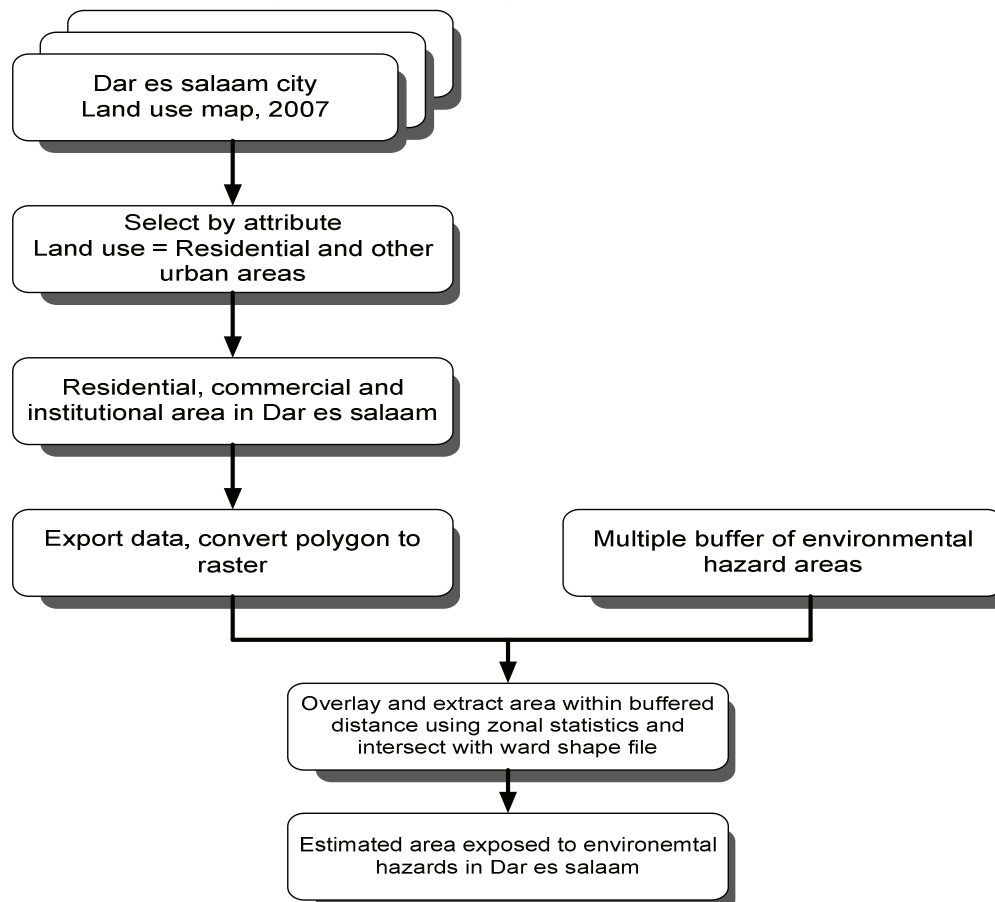 Dar es salaam city
Land use map, 2007
Select by attribute
Land use = Residential and other
urban areas
Residential, commercial and
institutional area in Dar es salaam
Export data, convert polygon to
raster
Multiple buffer of environmental
hazard areas
Overlay and extract area within buffered
distance using zonal statistics and
intersect with ward shape file
Estimated area exposed to environemtal
hazards in Dar es salaam